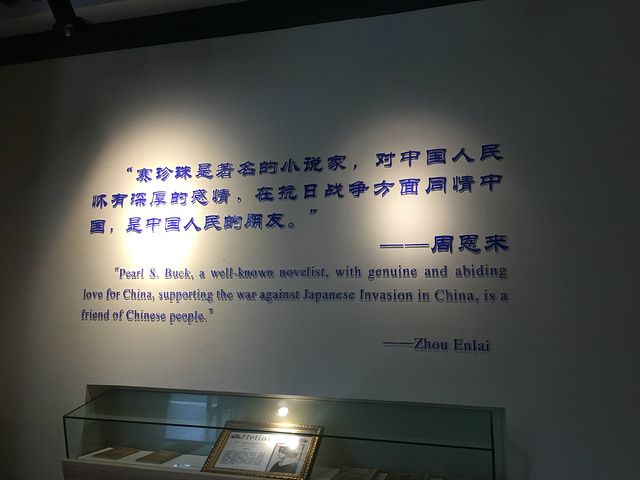 “赛珍珠是著名的小说家，对中国人民
怀有深厚的感情，在抗日战争方面同情中
国，是中国人民的朋友。”
——周恩来
"Pearl S. Buck, a well-known novelist, with genuine and abiding
love for China, supporting the war against Japanese Invasion in China, is a
friend of Chinese people."
——Zhou Enlai